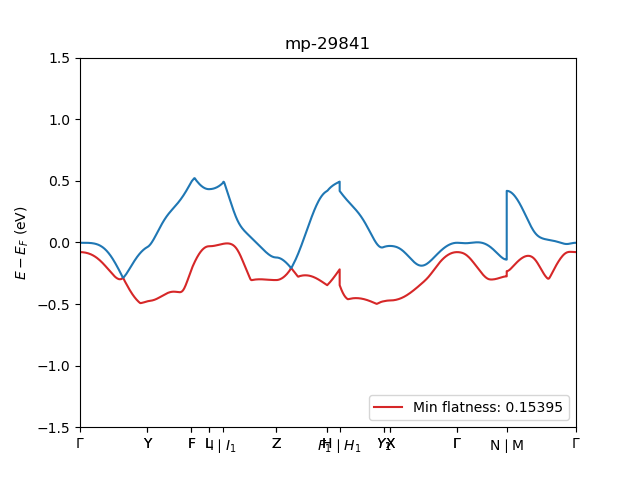 mp-29841
E − E_F (eV)
1.5
1.0
0.5
0.0
−0.5
−1.0
−1.5
Min flatness: 0.15395
Γ Y F L I | I₁ Z H F₁ | H₁ Y₁ X Γ N | M Γ